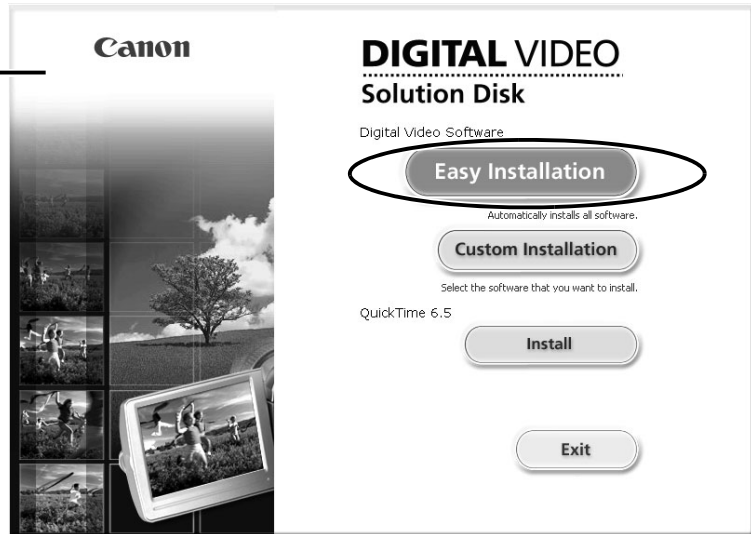 Canon
DIGITAL VIDEO
Solution Disk
Digital Video Software
Easy Installation
Automatically installs all software.
Custom Installation
Select the software that you want to install.
QuickTime 6.5
Install
Exit